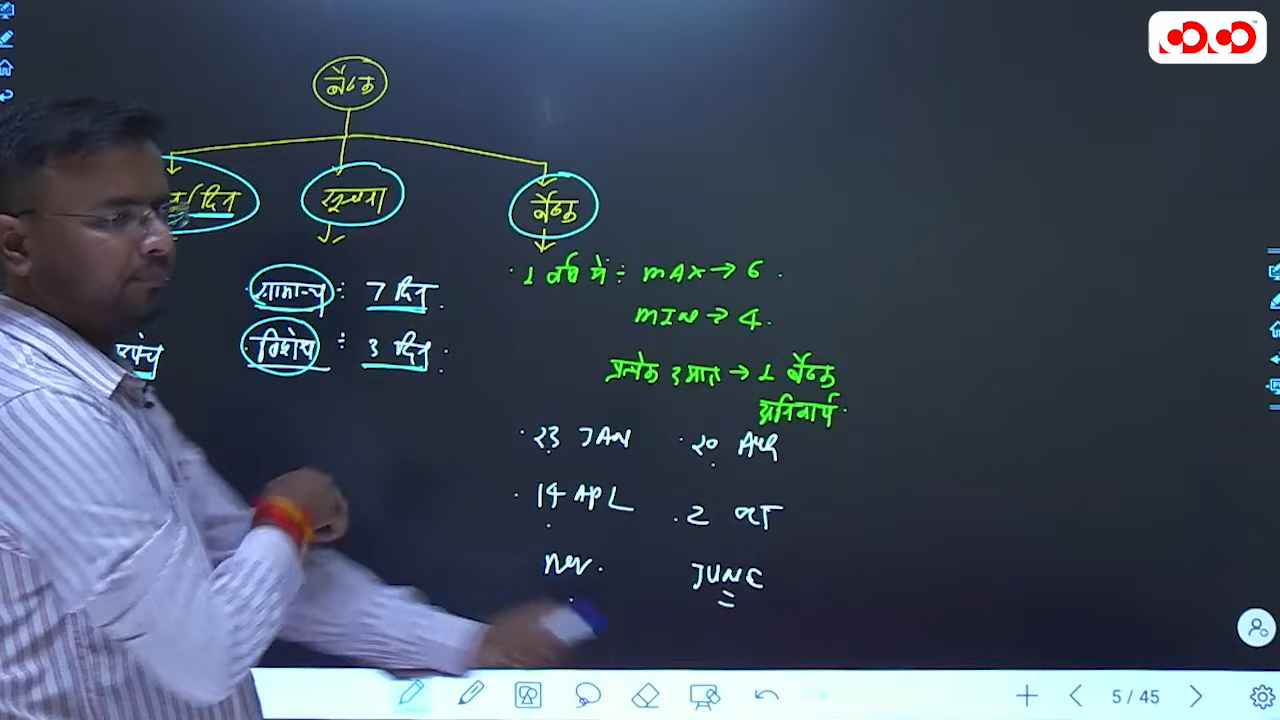 बैठक
/ दिन
सूचना
बैठक
सामान्य ÷ 7 दिन
विशेष ÷ 3 दिन
रपंच
1 वर्ष में ÷ MAX → 6
MIN → 4
प्रत्येक 3 मास → 1 बैठक
अनिवार्य
23 JAN
20 AUG
14 APL
2 OCT
NOV
JUNE
5 / 45